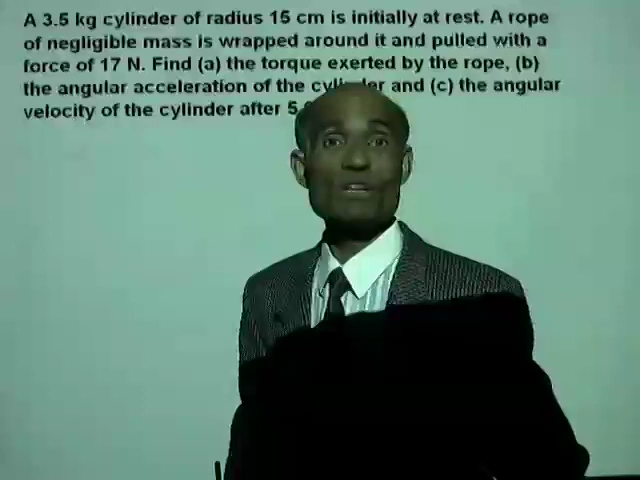 A 3.5 kg cylinder of radius 15 cm is initially at rest. A rope
of negligible mass is wrapped around it and pulled with a
force of 17 N. Find (a) the torque exerted by the rope, (b)
the angular acceleration of the cylinder and (c) the angular
velocity of the cylinder after 5